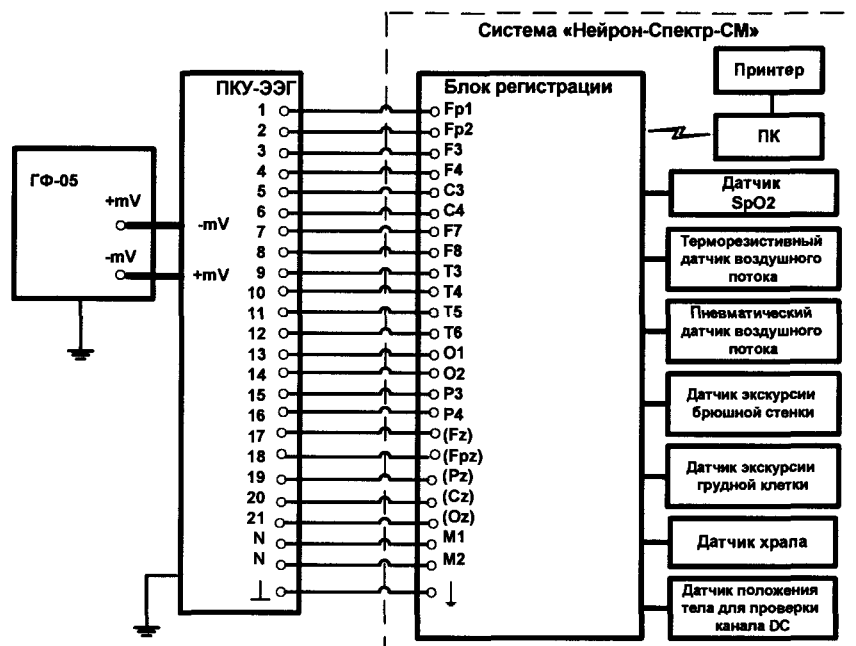 Система «Нейрон-Спектр-СМ»
ГФ-05
+mV
-mV
ПКУ-ЭЭГ
-mV
+mV
1
2
3
4
5
6
7
8
9
10
11
12
13
14
15
16
17
18
19
20
21
N
N
⊥
Блок регистрации
Fp1
Fp2
F3
F4
C3
C4
F7
F8
T3
T4
T5
T6
O1
O2
P3
P4
(Fz)
(Fpz)
(Pz)
(Cz)
(Oz)
M1
M2
Принтер
ПК
Датчик
SpO2
Терморезистивный
датчик воздушного
потока
Пневматический
датчик воздушного
потока
Датчик экскурсии
брюшной стенки
Датчик экскурсии
грудной клетки
Датчик храпа
Датчик положения
тела для проверки
канала DC